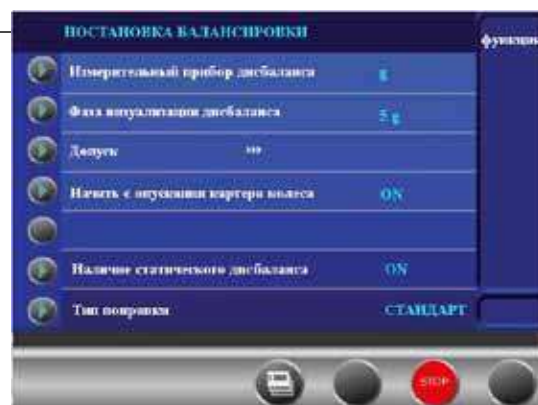 ПОСТАНОВКА БАЛАНСИРОВКИ
функции
Измерительный прибор дисбаланса g
Фаза визуализации дисбаланса 5 g
Допуск
Начать с опускания картера колеса ON
Наличие статического дисбаланса ON
Тип поправки СТАНДАРТ
STOP